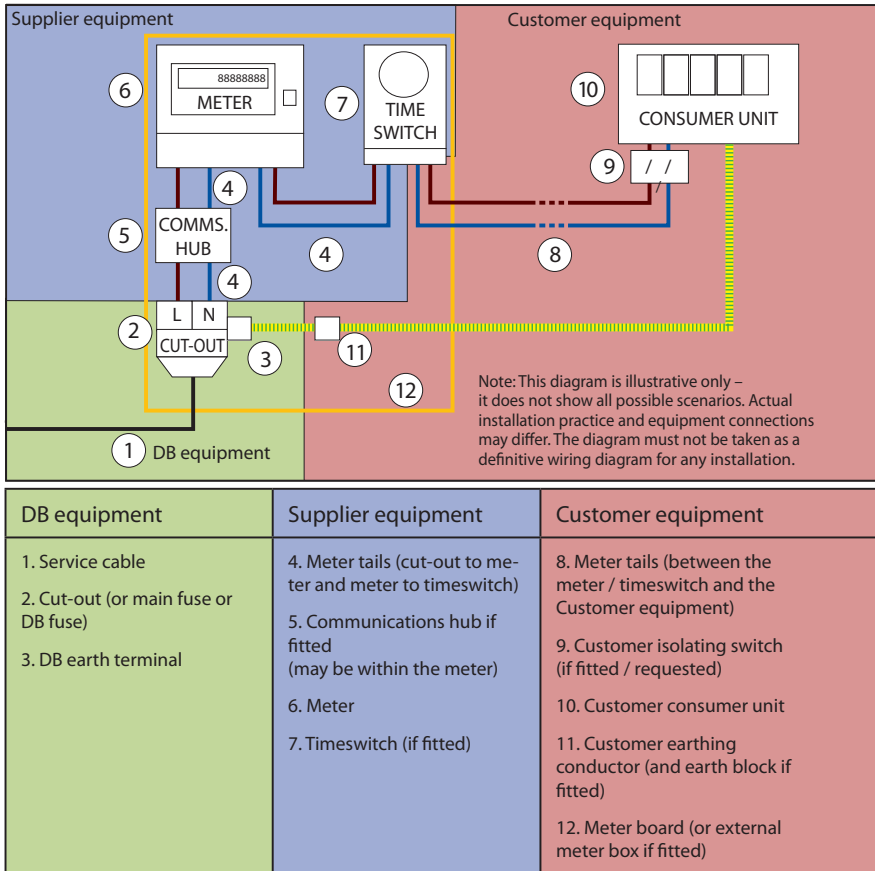 Supplier equipment
Customer equipment
6
88888888
METER
7
TIME
SWITCH
10
CONSUMER UNIT
9
4
5
COMMS.
HUB
4
8
4
2
L N
CUT-OUT
3
11
12
1
DB equipment
Note: This diagram is illustrative only –
it does not show all possible scenarios. Actual
installation practice and equipment connections
may differ. The diagram must not be taken as a
definitive wiring diagram for any installation.
DB equipment
1. Service cable
2. Cut-out (or main fuse or
DB fuse)
3. DB earth terminal
Supplier equipment
4. Meter tails (cut-out to me-
ter and meter to timeswitch)
5. Communications hub if
fitted
(may be within the meter)
6. Meter
7. Timeswitch (if fitted)
Customer equipment
8. Meter tails (between the
meter / timeswitch and the
Customer equipment)
9. Customer isolating switch
(if fitted / requested)
10. Customer consumer unit
11. Customer earthing
conductor (and earth block if
fitted)
12. Meter board (or external
meter box if fitted)